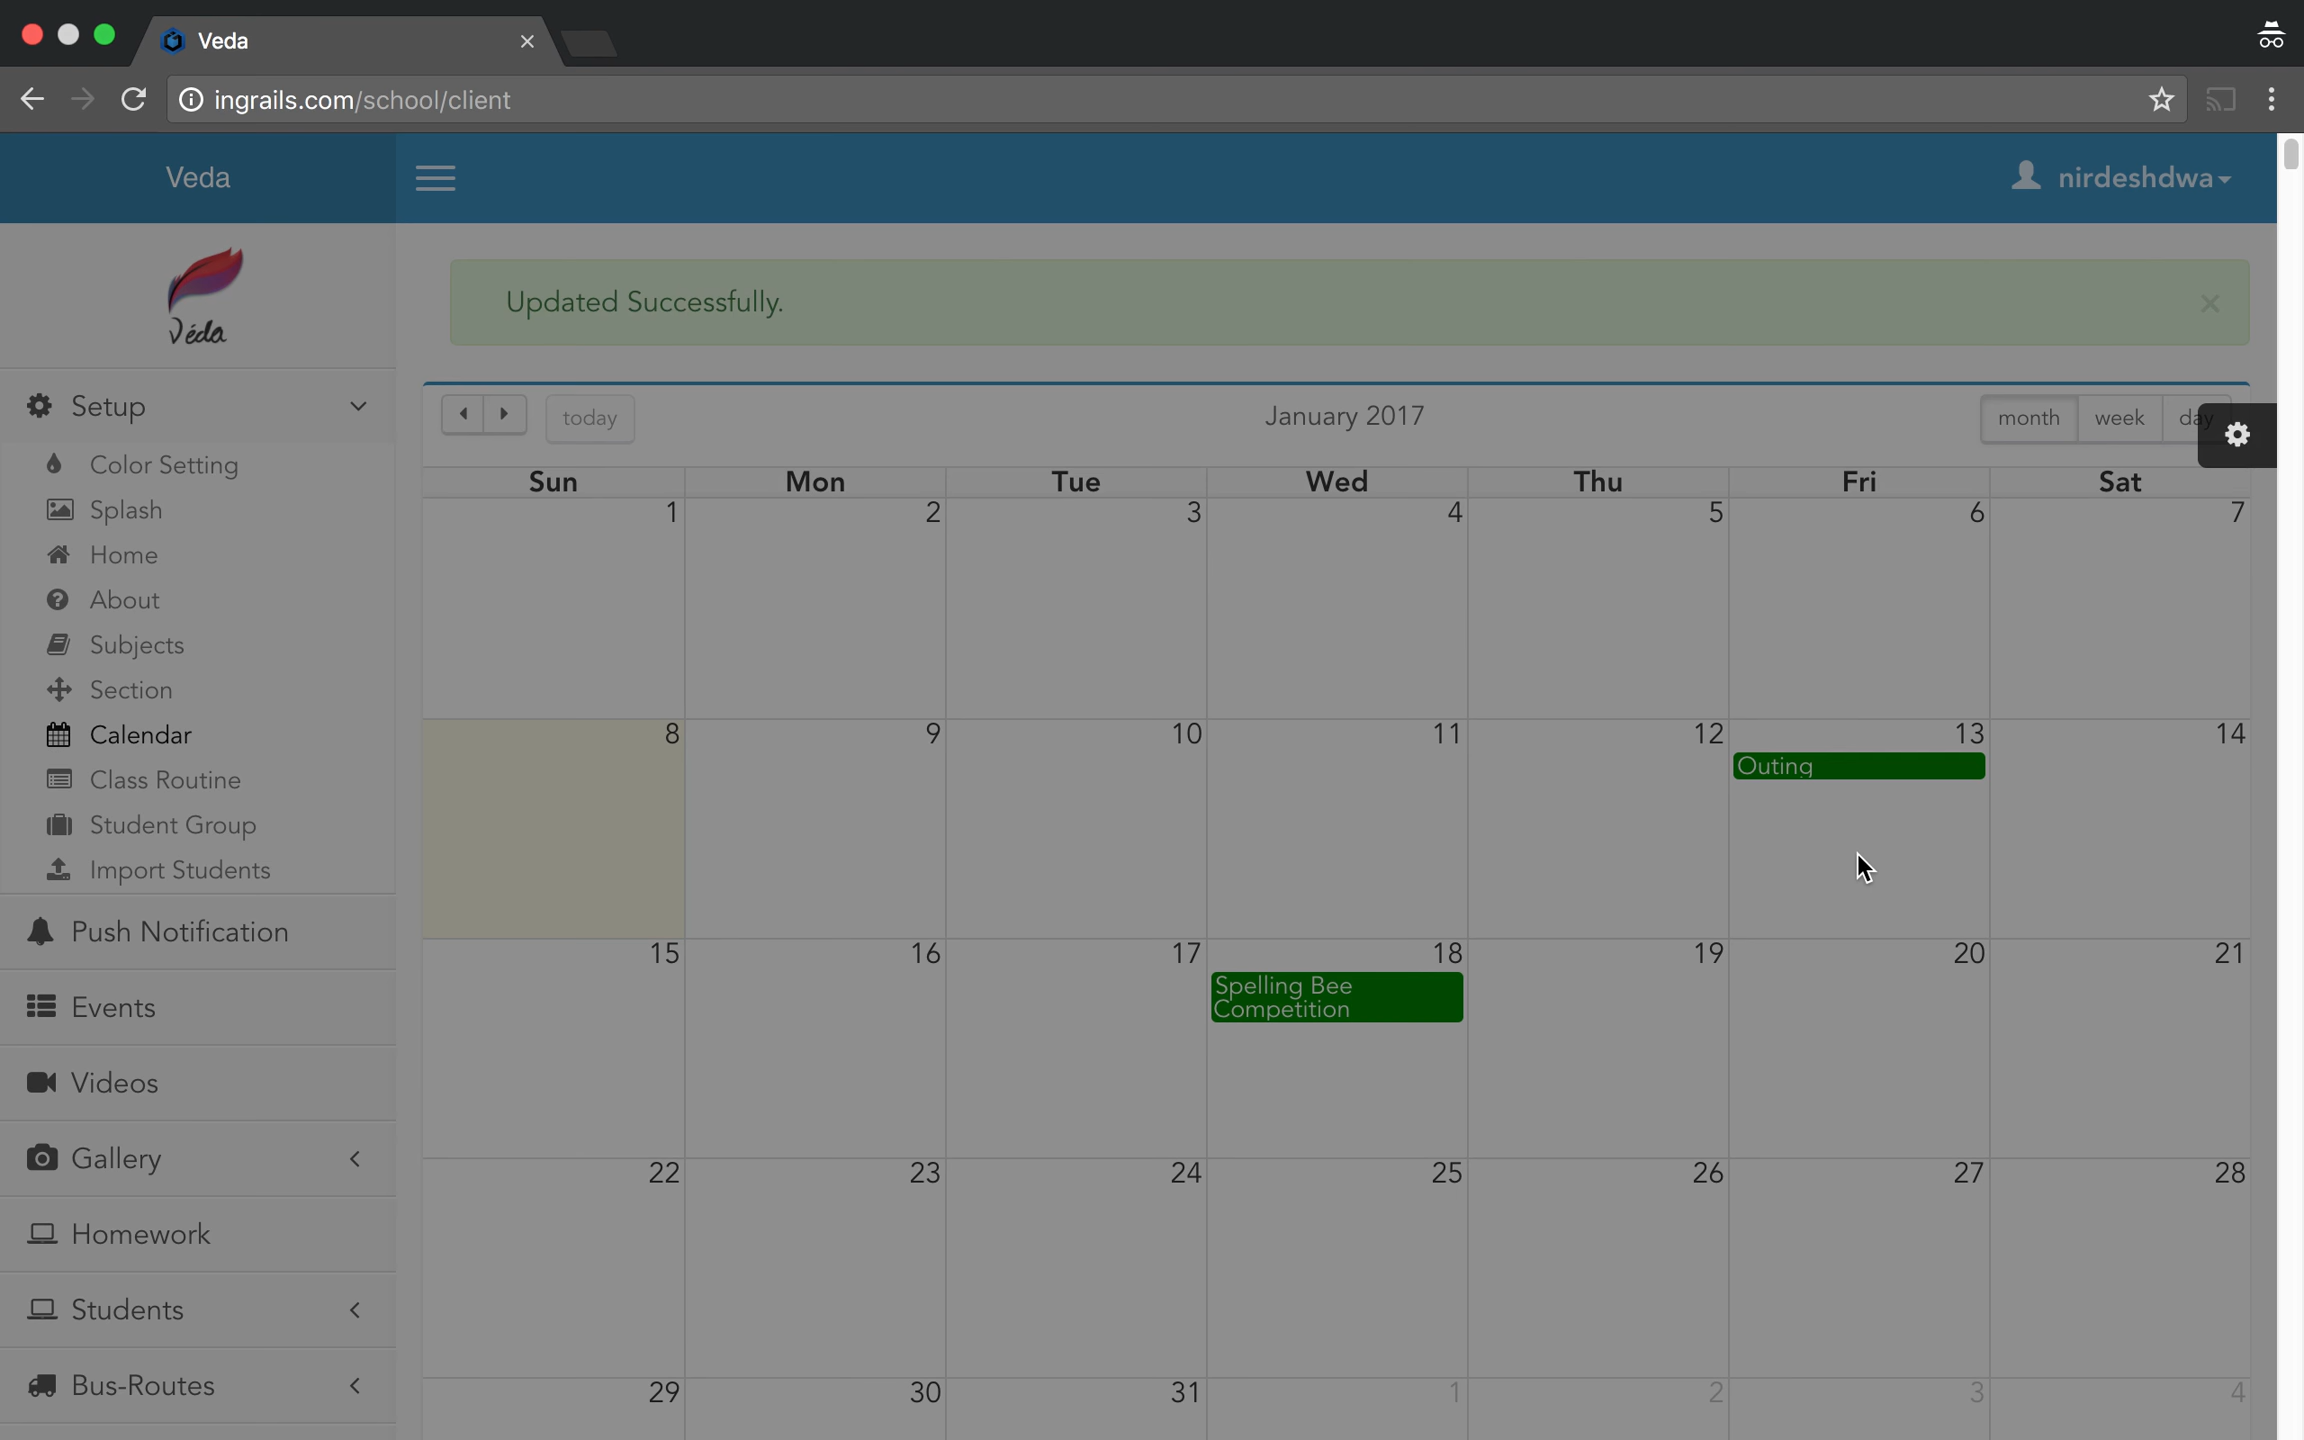 Veda
ingrails.com/school/client
Veda
nirdeshdwa
Véda
Updated Successfully.
Setup
Color Setting
Splash
Home
About
Subjects
Section
Calendar
Class Routine
Student Group
Import Students
Push Notification
Events
Videos
Gallery
Homework
Students
Bus-Routes
today
January 2017
month week day
Sun Mon Tue Wed Thu Fri Sat
1 2 3 4 5 6 7
8 9 10 11 12 13 14
Outing
15 16 17 18 19 20 21
Spelling Bee
Competition
22 23 24 25 26 27 28
29 30 31 1 2 3 4